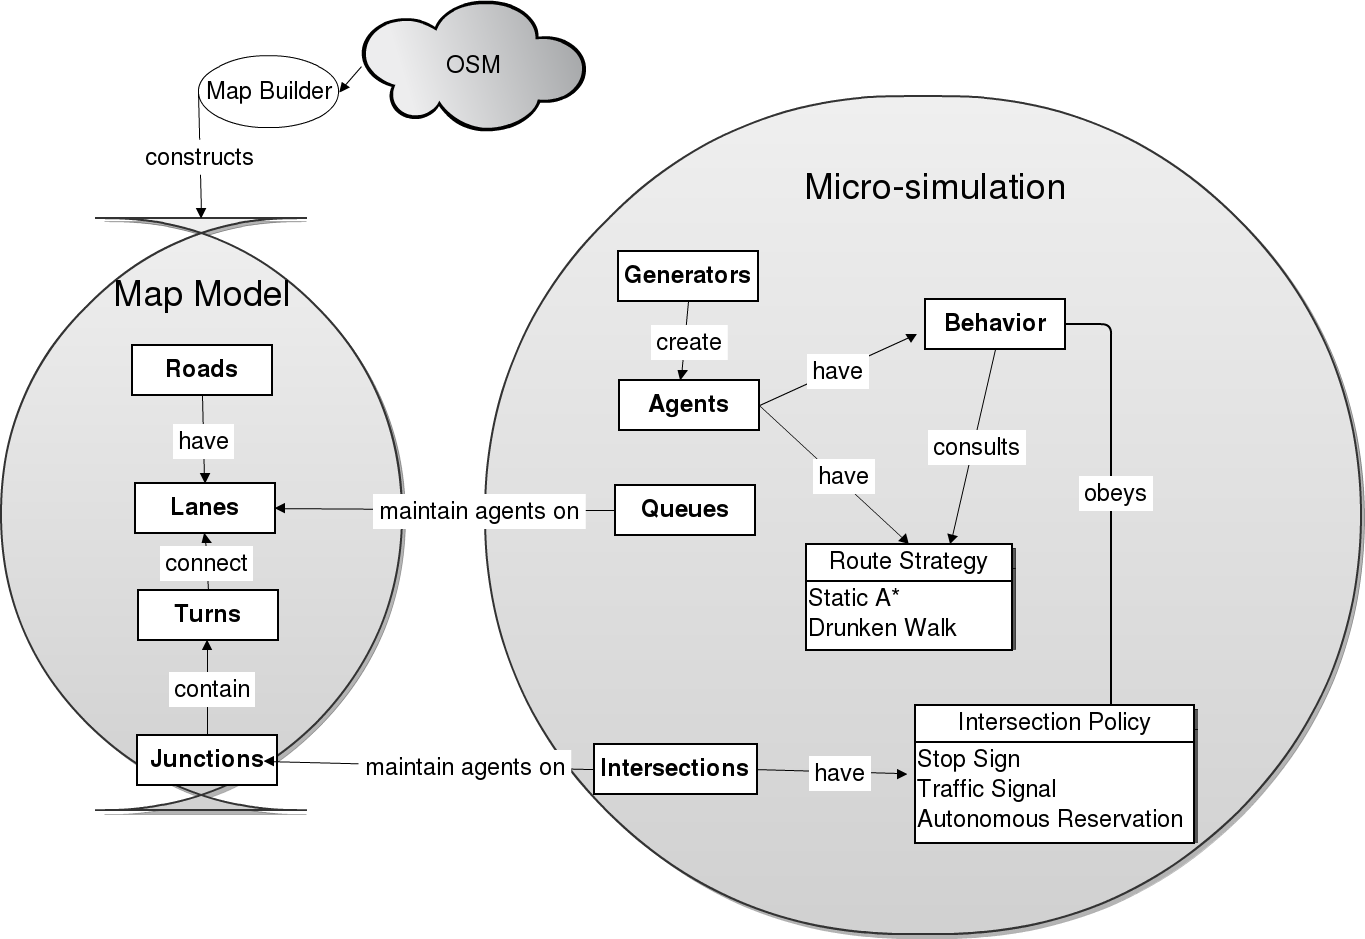 OSM
Map Builder
constructs
Micro-simulation
Map Model
Generators
create
Behavior
Roads
have
Agents
have
have
consults
obeys
Lanes
maintain agents on
Queues
connect
Turns
Route Strategy
Static A*
Drunken Walk
contain
Junctions
maintain agents on
Intersections
have
Intersection Policy
Stop Sign
Traffic Signal
Autonomous Reservation